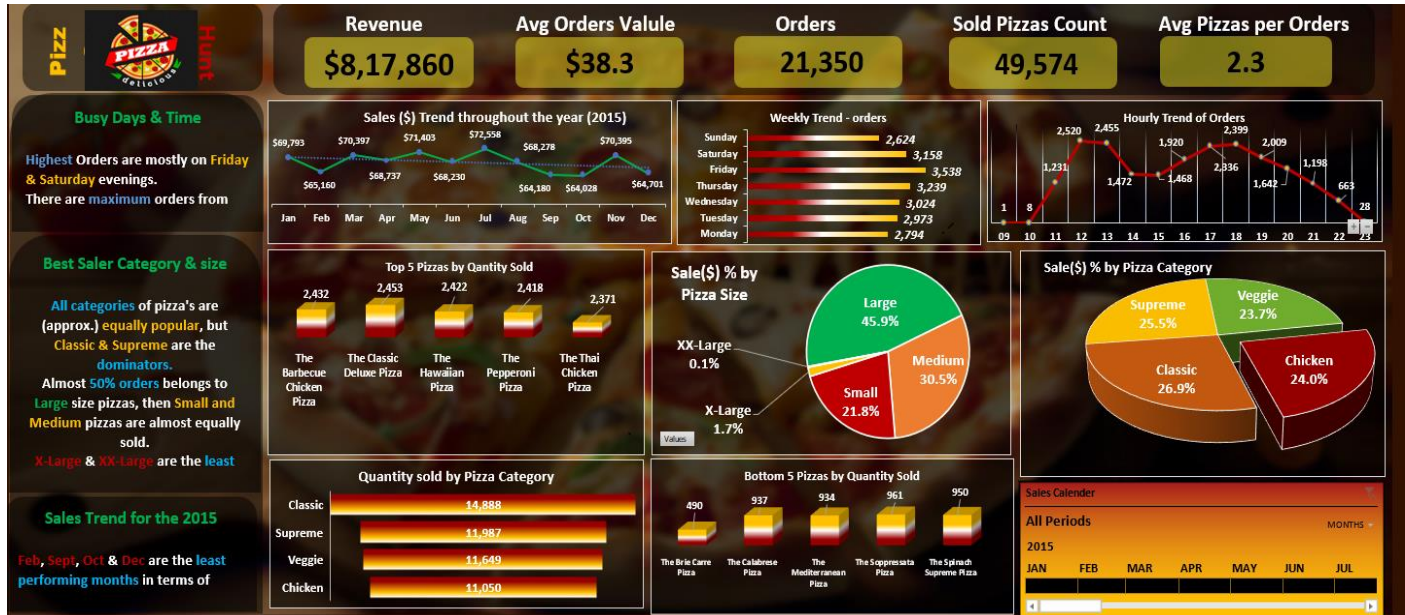 Pizz
PIZZA
delicious
Hunt
Revenue
$8,17,860
Avg Orders Valule
$38.3
Orders
21,350
Sold Pizzas Count
49,574
Avg Pizzas per Orders
2.3
Busy Days & Time
Highest Orders are mostly on Friday
& Saturday evenings.
There are maximum orders from
Best Saler Category & size
All categories of pizza's are
(approx.) equally popular, but
Classic & Supreme are the
dominators.
Almost 50% orders belongs to
Large size pizzas, then Small and
Medium pizzas are almost equally
sold.
X-Large & XX-Large are the least
Sales Trend for the 2015
Feb, Sept, Oct & Dec are the least
performing months in terms of
Sales ($) Trend throughout the year (2015)
$69,793
$65,160
$70,397
$68,737
$71,403
$68,230
$72,558
$68,278
$64,180
$64,028
$70,395
$64,701
Jan Feb Mar Apr May Jun Jul Aug Sep Oct Nov Dec
Weekly Trend - orders
Sunday 2,624
Saturday 3,158
Friday 3,538
Thursday 3,239
Wednesday 3,024
Tuesday 2,973
Monday 2,794
Hourly Trend of Orders
1
8
1,231
2,520
2,455
1,472
1,468
1,920
2,336
2,399
2,009
1,642
1,198
663
28
09 10 11 12 13 14 15 16 17 18 19 20 21 22 23
Top 5 Pizzas by Qantity Sold
2,432
2,453
2,422
2,418
2,371
The
Barbecue
Chicken
Pizza
The Classic
Deluxe Pizza
The
Hawaiian
Pizza
The
Pepperoni
Pizza
The Thai
Chicken
Pizza
Sale($) % by
Pizza Size
Large
45.9%
Medium
30.5%
Small
21.8%
X-Large
1.7%
XX-Large
0.1%
Values
Sale($) % by Pizza Category
Supreme
25.5%
Veggie
23.7%
Classic
26.9%
Chicken
24.0%
Quantity sold by Pizza Category
Classic 14,888
Supreme 11,987
Veggie 11,649
Chicken 11,050
Bottom 5 Pizzas by Quantity Sold
490
937
934
961
950
The Brie Carre
Pizza
The Calabrese
Pizza
The
Mediterranean
Pizza
The Soppressata
Pizza
The Spinach
Supreme Pizza
Sales Calender
All Periods
MONTHS
2015
JAN FEB MAR APR MAY JUN JUL